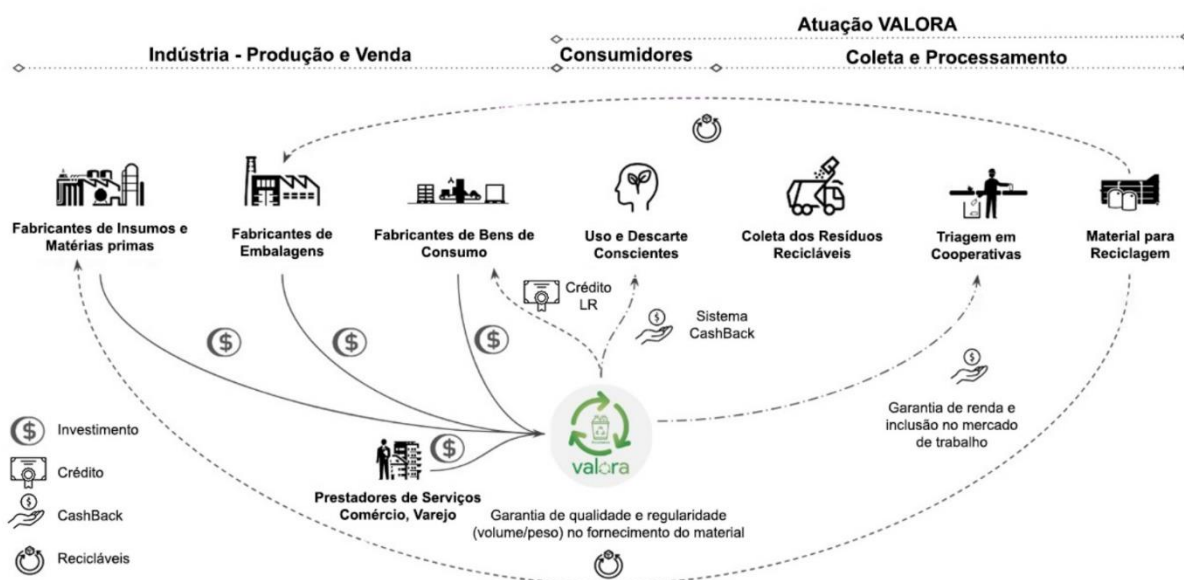 Atuação VALORA
Indústria - Produção e Venda
Consumidores
Coleta e Processamento
Fabricantes de Insumos e
Matérias primas
Fabricantes de
Embalagens
Fabricantes de Bens de
Consumo
Uso e Descarte
Conscientes
Coleta dos Resíduos
Recicláveis
Triagem em
Cooperativas
Material para
Reciclagem
Crédito
LR
Sistema
CashBack
Garantia de renda e
inclusão no mercado
de trabalho
valora
Prestadores de Serviços
Comércio, Varejo
Garantia de qualidade e regularidade
(volume/peso) no fornecimento do material
Investimento
Crédito
CashBack
Recicláveis